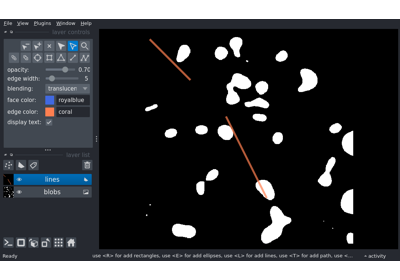 File View Plugins Window Help
layer controls
opacity: 0.70
edge width: 5
blending: translucen
face color: royalblue
edge color: coral
display text:
layer list
lines
blobs
Ready
use <R> for add rectangles, use <E> for add ellipses, use <L> for add lines, use <T> for add path, use <...
activity